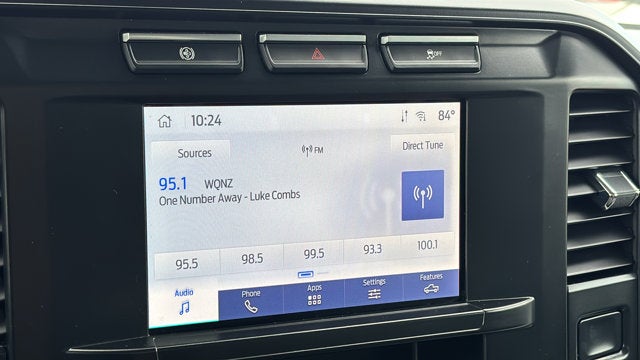 OFF
10:24 84°
Sources FM Direct Tune
95.1 WQNZ
One Number Away - Luke Combs
95.5 98.5 99.5 93.3 100.1
Audio Phone Apps Settings Features